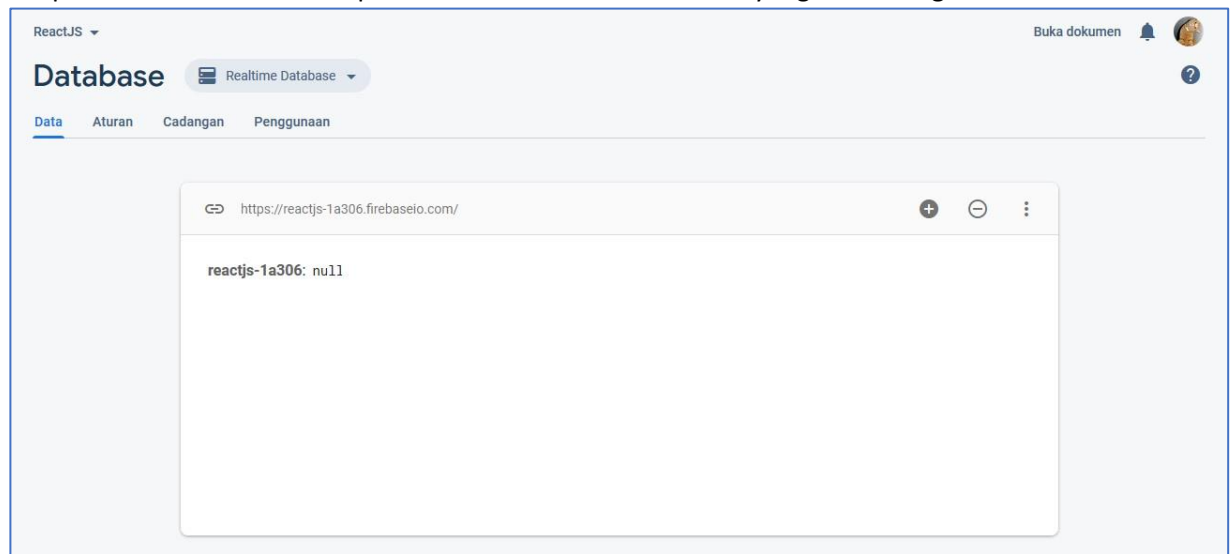 ReactJS
Buka dokumen
Database
Realtime Database
Data Aturan Cadangan Penggunaan
https://reactjs-1a306.firebaseio.com/
reactjs-1a306: null